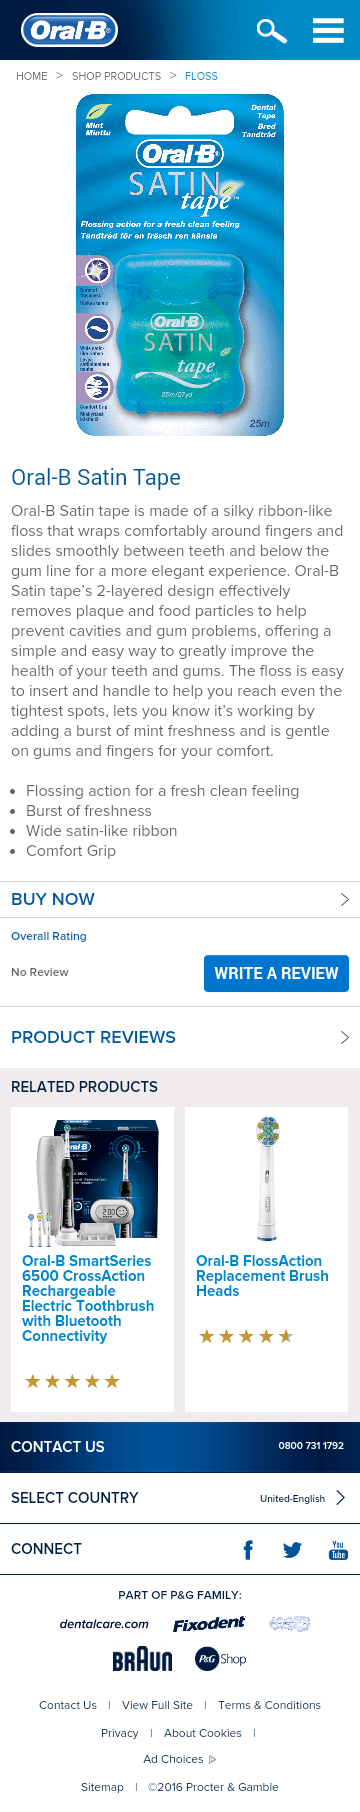 Oral-B
HOME > SHOP PRODUCTS > FLOSS
Mint
Minttu
Dental
Tape
Bred
Tandtråd
Oral-B
SATIN
tape™
Flossing action for a fresh clean feeling
Tandtråd för en fräsch ren känsla
Burst of
freshness
Oral-B
SATIN
tape
25m/27yd
Comfort Grip
25m
Oral-B Satin Tape
Oral-B Satin tape is made of a silky ribbon-like
floss that wraps comfortably around fingers and
slides smoothly between teeth and below the
gum line for a more elegant experience. Oral-B
Satin tape’s 2-layered design effectively
removes plaque and food particles to help
prevent cavities and gum problems, offering a
simple and easy way to greatly improve the
health of your teeth and gums. The floss is easy
to insert and handle to help you reach even the
tightest spots, lets you know it’s working by
adding a burst of mint freshness and is gentle
on gums and fingers for your comfort.
• Flossing action for a fresh clean feeling
• Burst of freshness
• Wide satin-like ribbon
• Comfort Grip
BUY NOW
Overall Rating
No Review
WRITE A REVIEW
PRODUCT REVIEWS
RELATED PRODUCTS
Oral-B SmartSeries
6500 CrossAction
Rechargeable
Electric Toothbrush
with Bluetooth
Connectivity
Oral-B FlossAction
Replacement Brush
Heads
CONTACT US 0800 731 1792
SELECT COUNTRY United-English
CONNECT You Tube
PART OF P&G FAMILY:
dentalcare.com Fixodent
BRAUN P&G Shop
Contact Us | View Full Site | Terms & Conditions
Privacy | About Cookies |
Ad Choices
Sitemap | ©2016 Procter & Gamble